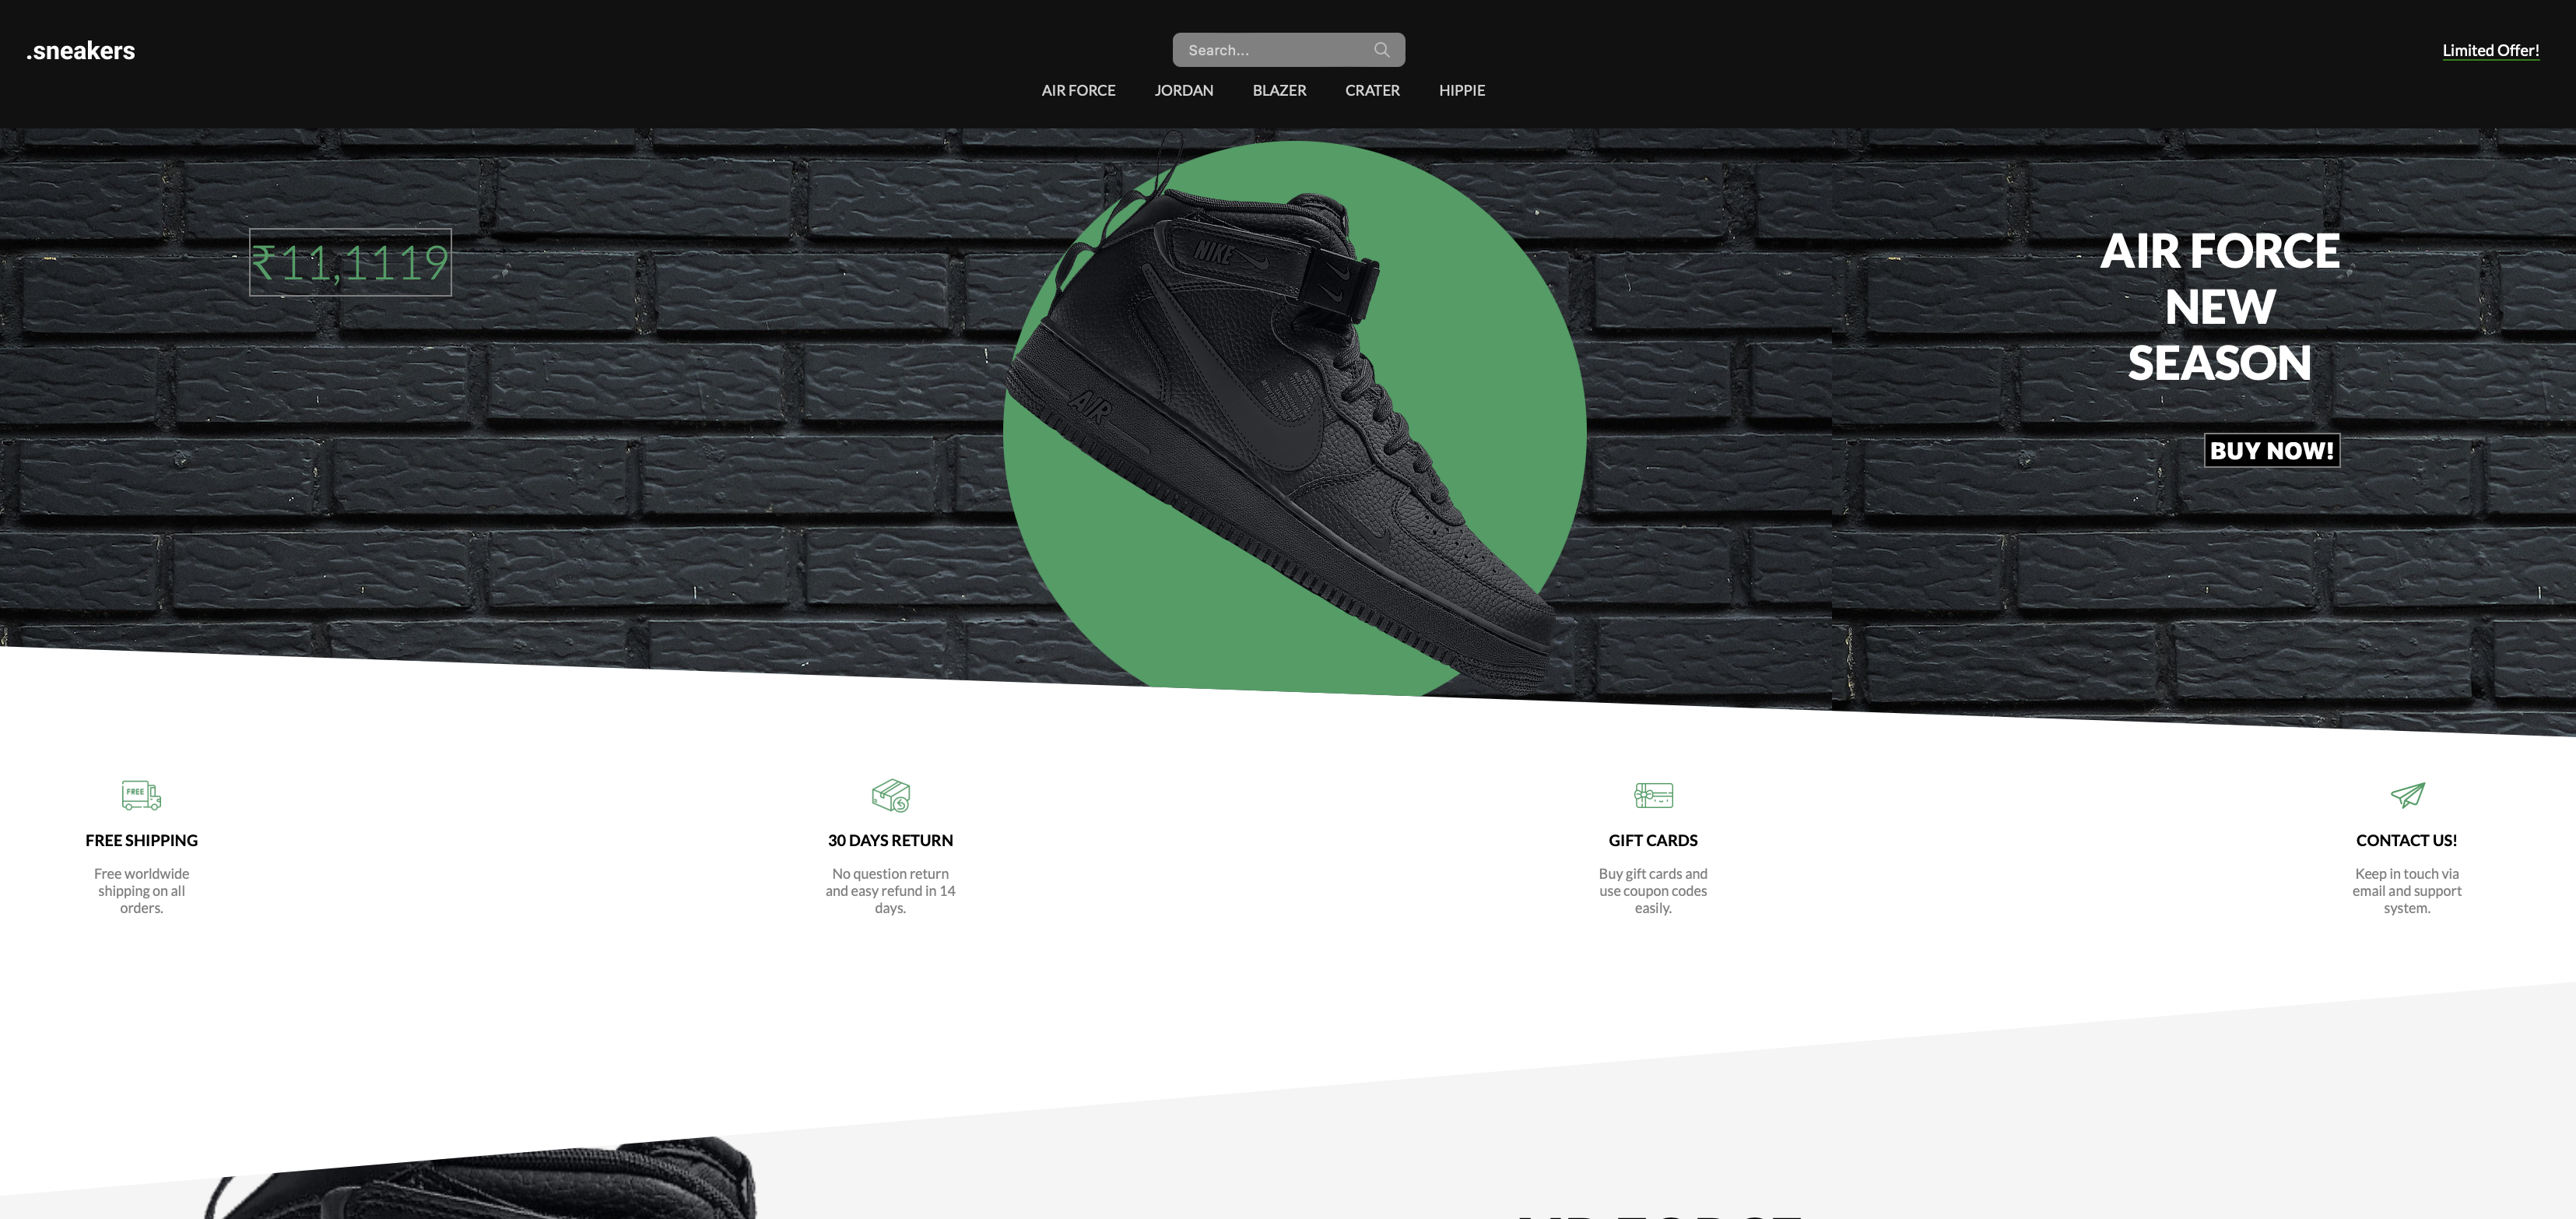 .sneakers
Search...
Limited Offer!
AIR FORCE JORDAN BLAZER CRATER HIPPIE
₹11,1119
NIKE
AIR
AIR FORCE
NEW
SEASON
BUY NOW!
FREE
FREE SHIPPING
Free worldwide
shipping on all
orders.
30 DAYS RETURN
No question return
and easy refund in 14
days.
GIFT CARDS
Buy gift cards and
use coupon codes
easily.
CONTACT US!
Keep in touch via
email and support
system.